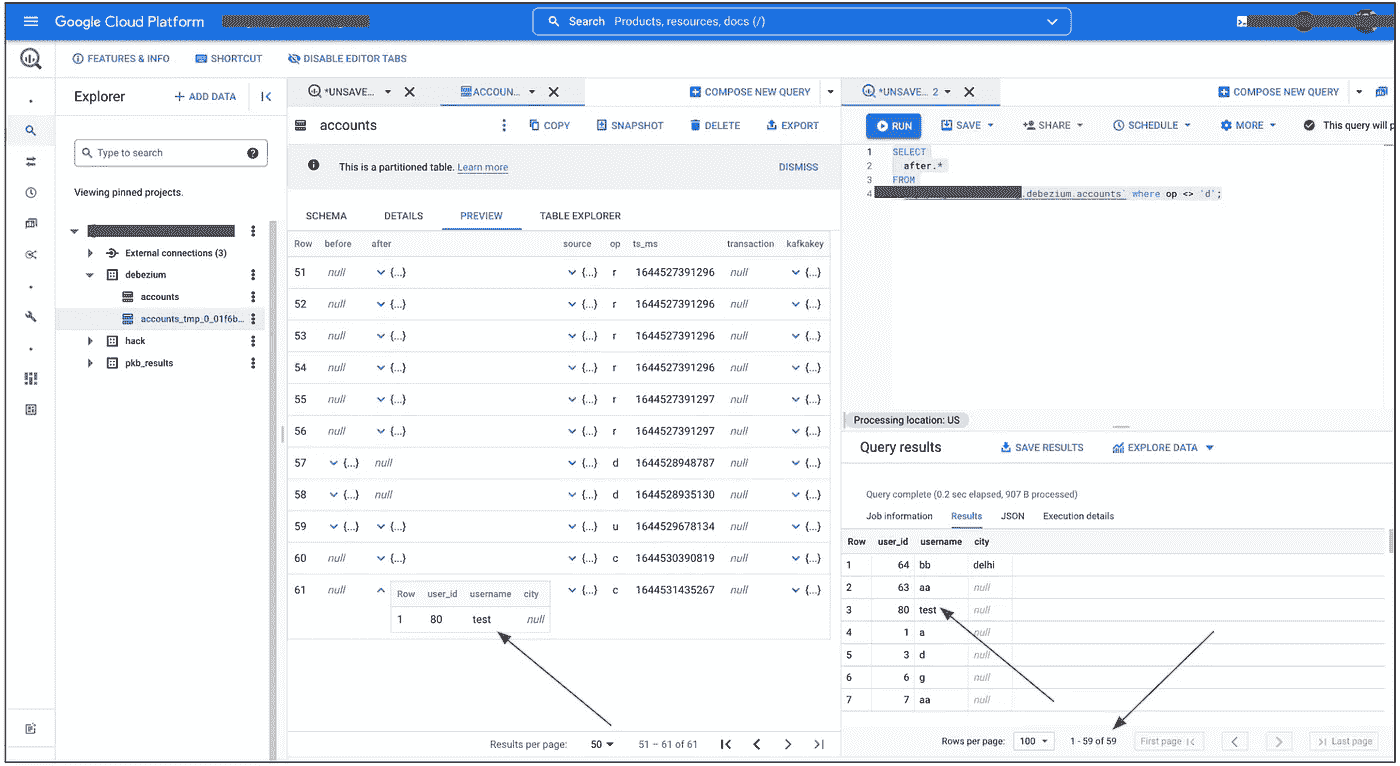 Google Cloud Platform
Search Products, resources, docs (/)
FEATURES & INFO SHORTCUT DISABLE EDITOR TABS
Explorer + ADD DATA
Type to search
Viewing pinned projects.
External connections (3)
debezium
accounts
accounts_tmp_0_01f6b...
hack
pkb_results
*UNSAVE... ACCOUN... COMPOSE NEW QUERY
accounts COPY SNAPSHOT DELETE EXPORT
This is a partitioned table. Learn more DISMISS
SCHEMA DETAILS PREVIEW TABLE EXPLORER
Row before after source op ts_ms transaction kafkakey
51 null {...} {...} r 1644527391296 null {...}
52 null {...} {...} r 1644527391296 null {...}
53 null {...} {...} r 1644527391296 null {...}
54 null {...} {...} r 1644527391296 null {...}
55 null {...} {...} r 1644527391297 null {...}
56 null {...} {...} r 1644527391297 null {...}
57 {...} null {...} d 1644528948787 null {...}
58 {...} null {...} d 1644528935130 null {...}
59 {...} {...} {...} u 1644529678134 null {...}
60 null {...} {...} c 1644530390819 null {...}
61 null {...} c 1644531435267 null {...}
Row user_id username city
1 80 test null
Results per page: 50 51 – 61 of 61
*UNSAVE... 2 COMPOSE NEW QUERY
RUN SAVE SHARE SCHEDULE MORE This query will p
1 SELECT
2 after.*
3 FROM
4 .debezium.accounts` where op <> 'd';
Processing location: US
Query results SAVE RESULTS EXPLORE DATA
Query complete (0.2 sec elapsed, 907 B processed)
Job information Results JSON Execution details
Row user_id username city
1 64 bb delhi
2 63 aa null
3 80 test null
4 1 a null
5 3 d null
6 6 g null
7 7 aa null
Rows per page: 100 1 - 59 of 59 First page Last page